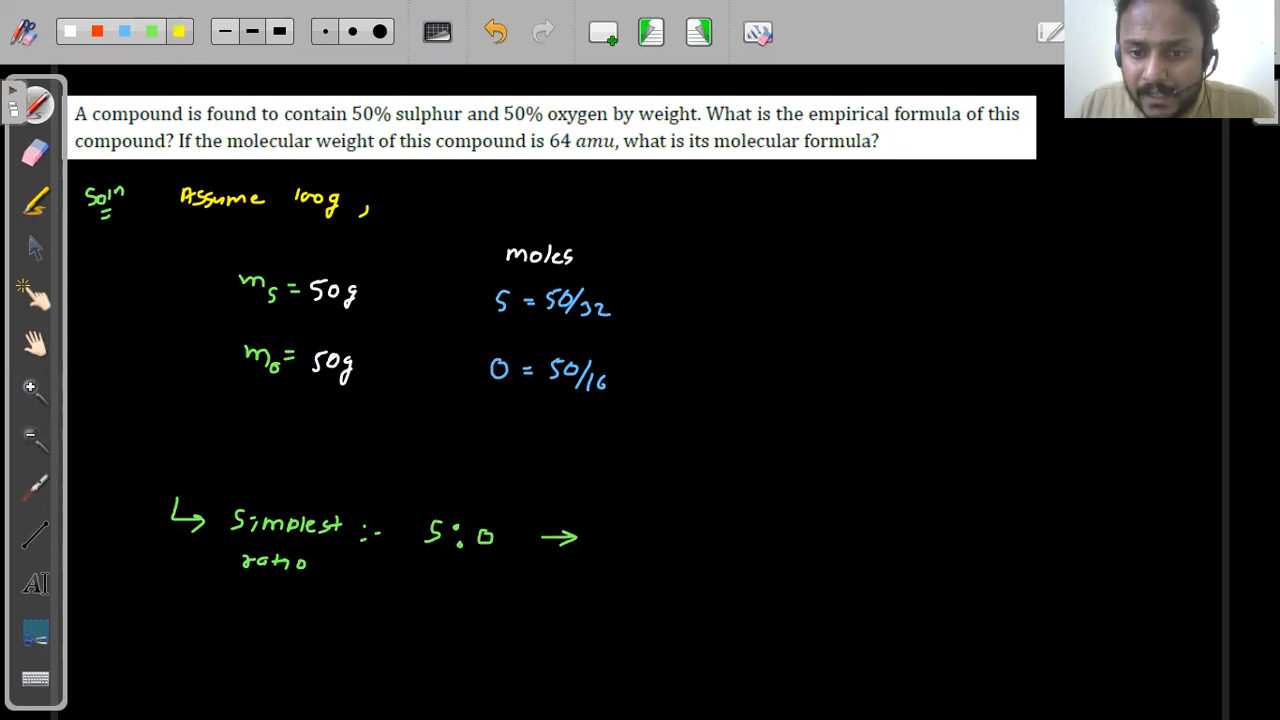 A compound is found to contain 50% sulphur and 50% oxygen by weight. What is the empirical formula of this
compound? If the molecular weight of this compound is 64 amu, what is its molecular formula?
Soln Assume 100g,
moles
mS = 50g S = 50/32
mO = 50g O = 50/16
↳ Simplest ratio :- S : O →
AI